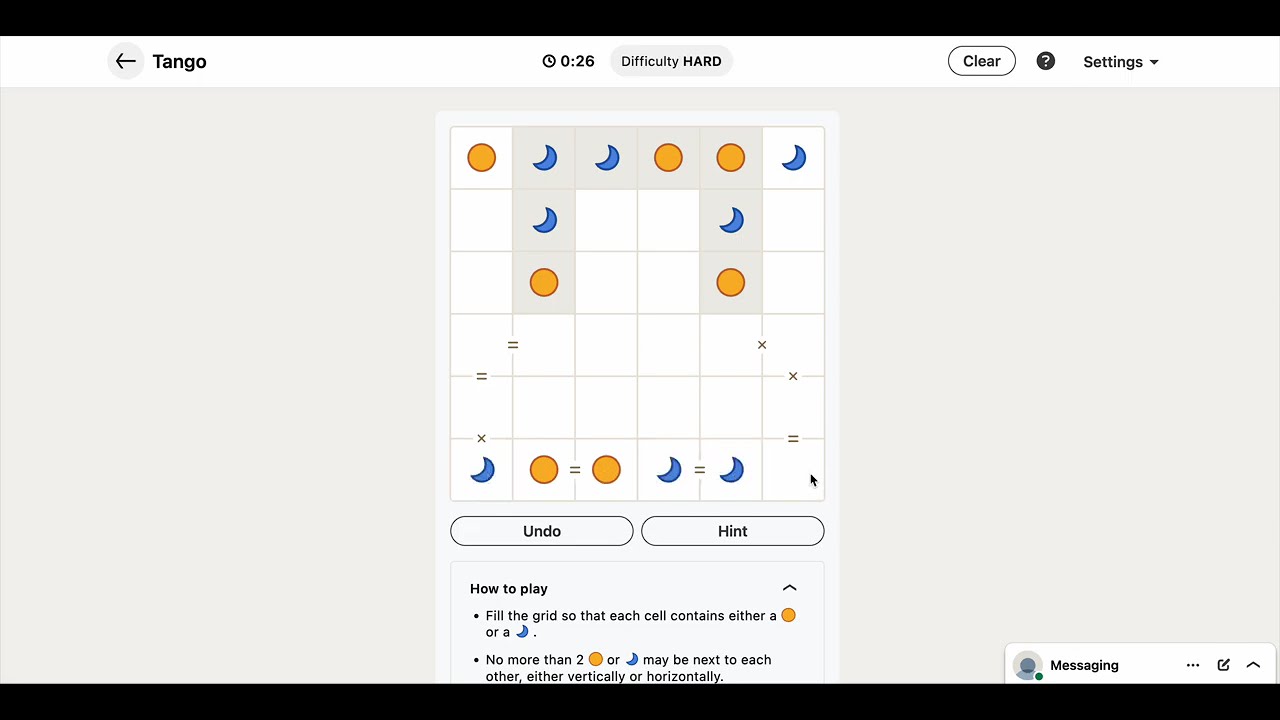 Tango
0:26
Difficulty HARD
Clear
?
Settings
=
×
=
×
×
=
=
=
Undo
Hint
How to play
• Fill the grid so that each cell contains either a
or a .
• No more than 2 or may be next to each
other, either vertically or horizontally.
Messaging